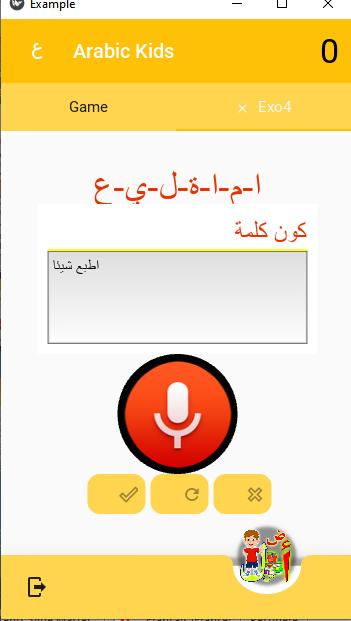 Example
ع Arabic Kids 0
Game × Exo4
ا-م-ا-ة-ل-ي-ع
كون كلمة
اطبع شيئا